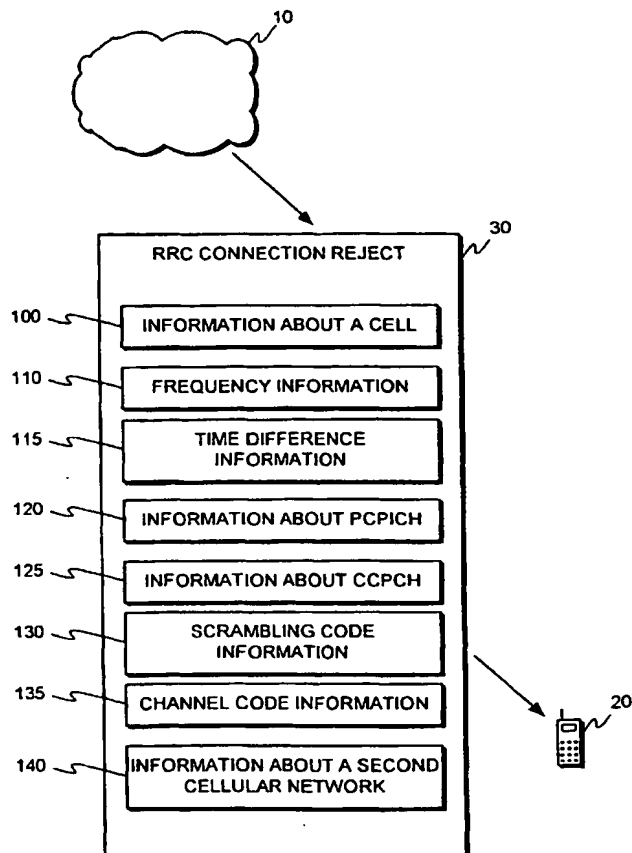 10
30
RRC CONNECTION REJECT
100
INFORMATION ABOUT A CELL
110
FREQUENCY INFORMATION
115
TIME DIFFERENCE
INFORMATION
120
INFORMATION ABOUT PCPICH
125
INFORMATION ABOUT CCPCH
130
SCRAMBLING CODE
INFORMATION
135
CHANNEL CODE INFORMATION
20
140
INFORMATION ABOUT A SECOND
CELLULAR NETWORK